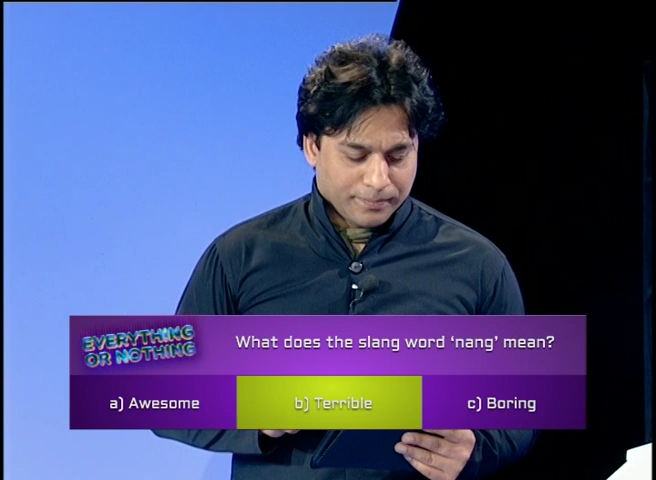 EVERYTHING
OR NOTHING
What does the slang word ‘nang’ mean?
a) Awesome
b) Terrible
c) Boring